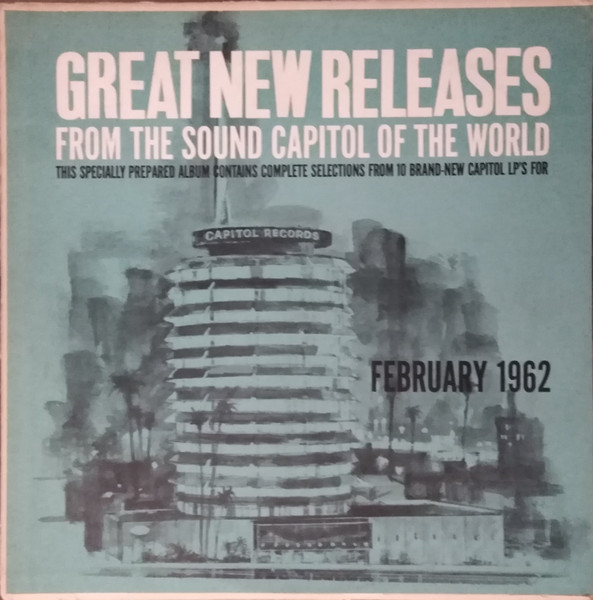 GREAT NEW RELEASES
FROM THE SOUND CAPITOL OF THE WORLD
THIS SPECIALLY PREPARED ALBUM CONTAINS COMPLETE SELECTIONS FROM 10 BRAND-NEW CAPITOL LP'S FOR
CAPITOL RECORDS
FEBRUARY 1962